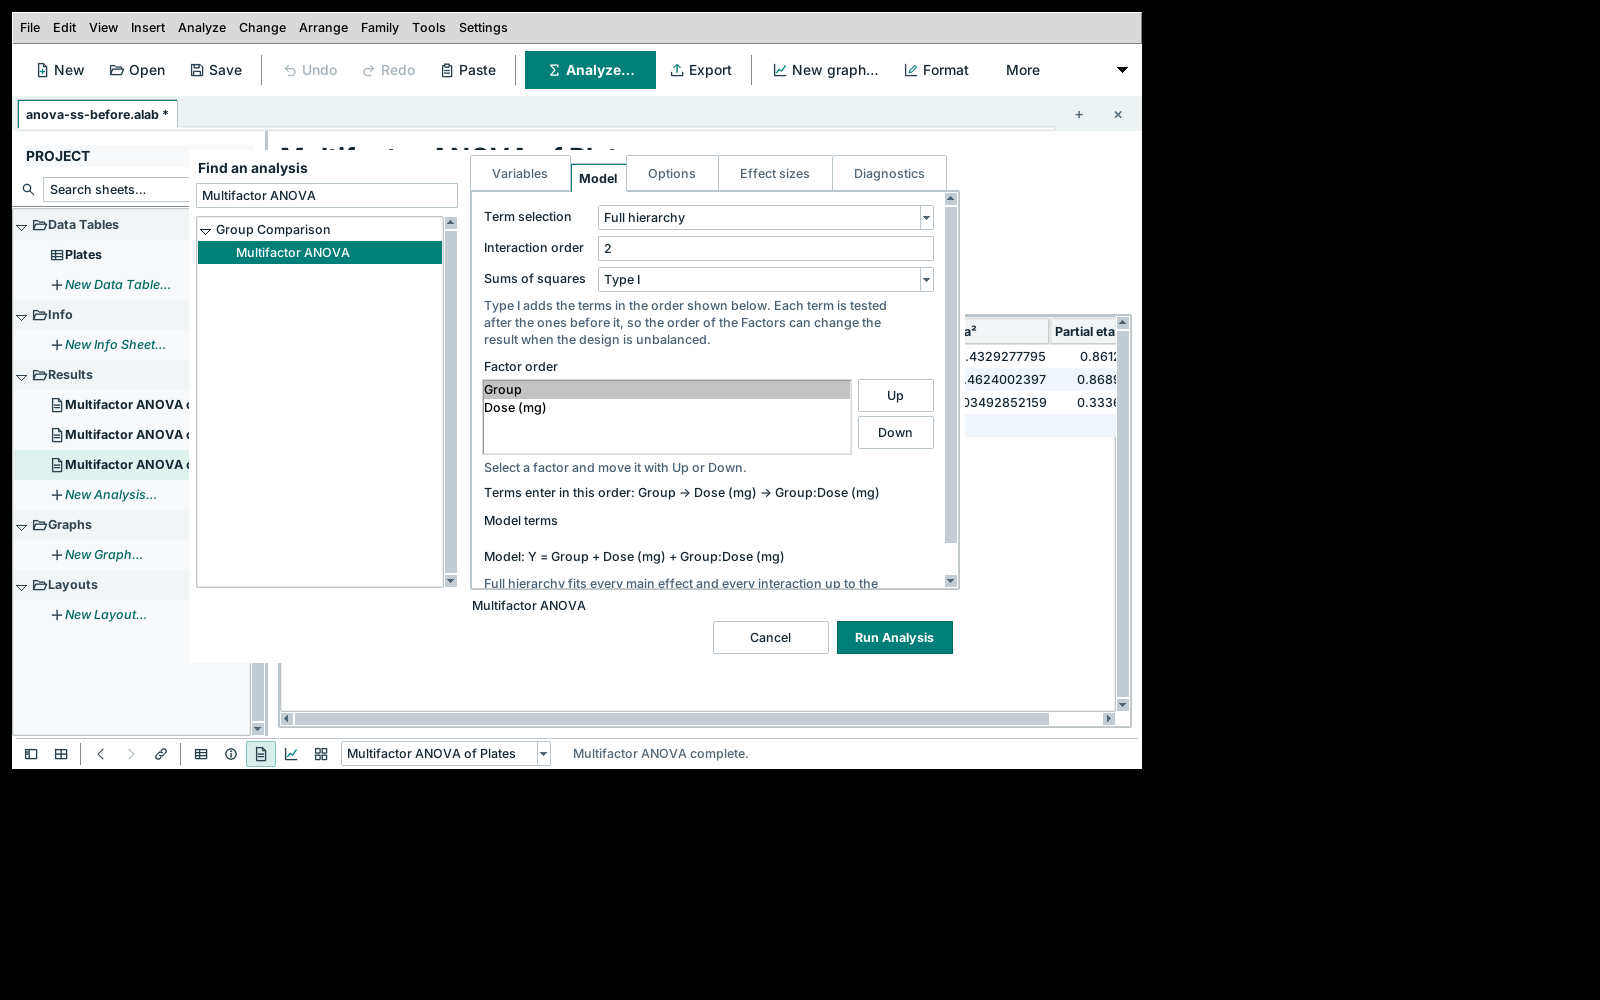 File Edit View Insert Analyze Change Arrange Family Tools Settings
New Open Save Undo Redo Paste Analyze... Export New graph... Format More
anova-ss-before.alab *
PROJECT
Search sheets...
Data Tables
Plates
New Data Table...
Info
New Info Sheet...
Results
Multifactor ANOVA
Multifactor ANOVA
Multifactor ANOVA
New Analysis...
Graphs
New Graph...
Layouts
New Layout...
Find an analysis
Multifactor ANOVA
Group Comparison
Multifactor ANOVA
Variables Model Options Effect sizes Diagnostics
Term selection Full hierarchy
Interaction order 2
Sums of squares Type I
Type I adds the terms in the order shown below. Each term is tested
after the ones before it, so the order of the Factors can change the
result when the design is unbalanced.
Factor order
Group
Dose (mg)
Up
Down
Select a factor and move it with Up or Down.
Terms enter in this order: Group → Dose (mg) → Group:Dose (mg)
Model terms
Model: Y = Group + Dose (mg) + Group:Dose (mg)
Full hierarchy fits every main effect and every interaction up to the
Multifactor ANOVA
Cancel Run Analysis
a² Partial eta
.4329277795 0.8612
.4624002397 0.8689
03492852159 0.3336
Multifactor ANOVA of Plates Multifactor ANOVA complete.